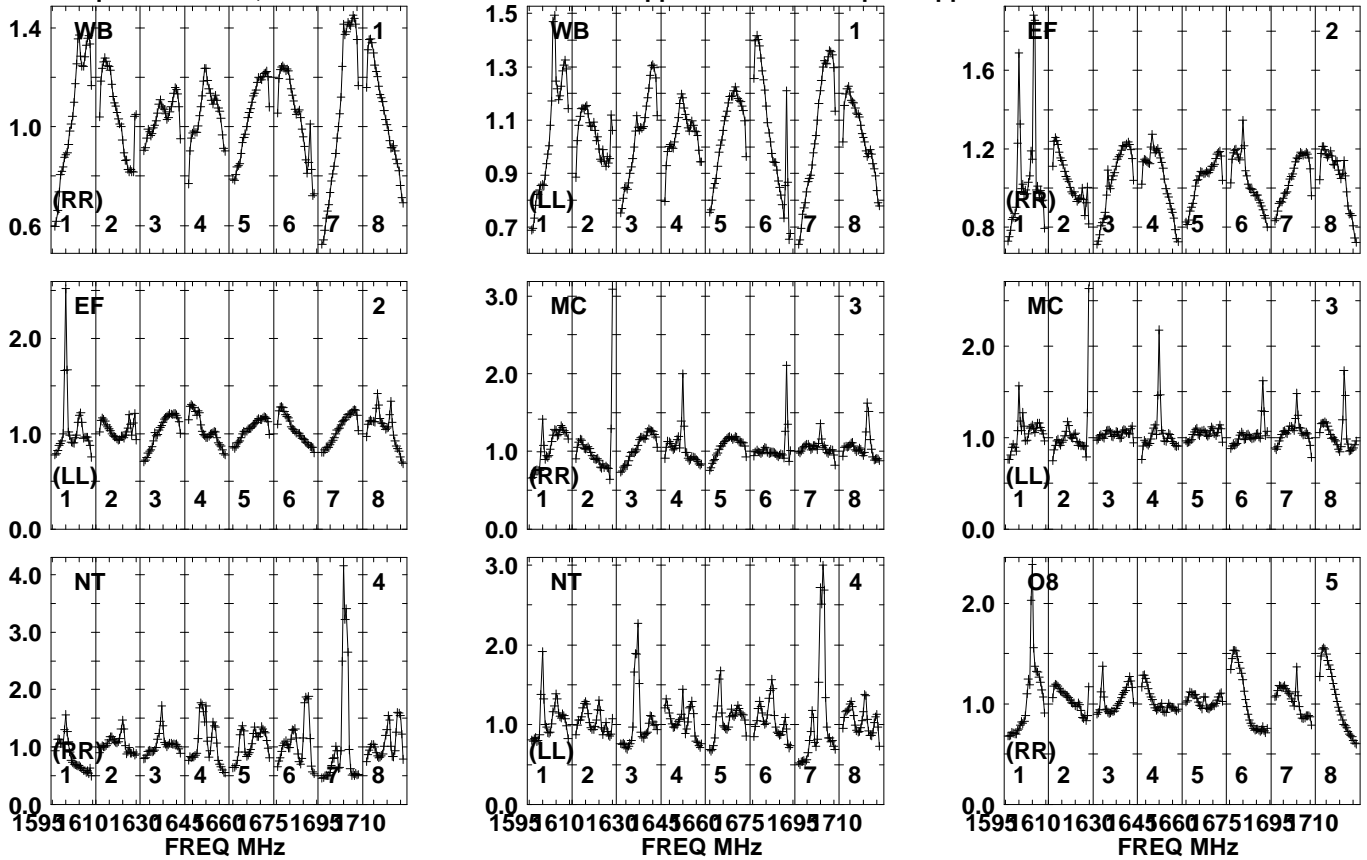 1.4 WB 1 1.5 WB 1 EF 2
1.3 1.6
1.0 1.1 1.2
0.9
(RR) (LL) (RR)
0.6 1 2 3 4 5 6 7 8 0.7 1 2 3 4 5 6 7 8 0.8 1 2 3 4 5 6 7 8
EF 2 3.0 MC 3 MC 3
2.0 2.0
2.0
1.0 1.0 1.0
(LL) (RR) (LL)
1 2 3 4 5 6 7 8 1 2 3 4 5 6 7 8 1 2 3 4 5 6 7 8
0.0 0.0 0.0
4.0 NT 4 3.0 NT 4 O8 5
3.0 2.0 2.0
2.0
1.0 1.0 1.0
(RR) (LL) (RR)
1 2 3 4 5 6 7 8 1 2 3 4 5 6 7 8 1 2 3 4 5 6 7 8
0.0 0.0 0.0
1595 1610 1630 1645 1660 1675 1695 1710 1595 1610 1630 1645 1660 1675 1695 1710 1595 1610 1630 1645 1660 1675 1695 1710
FREQ MHz FREQ MHz FREQ MHz